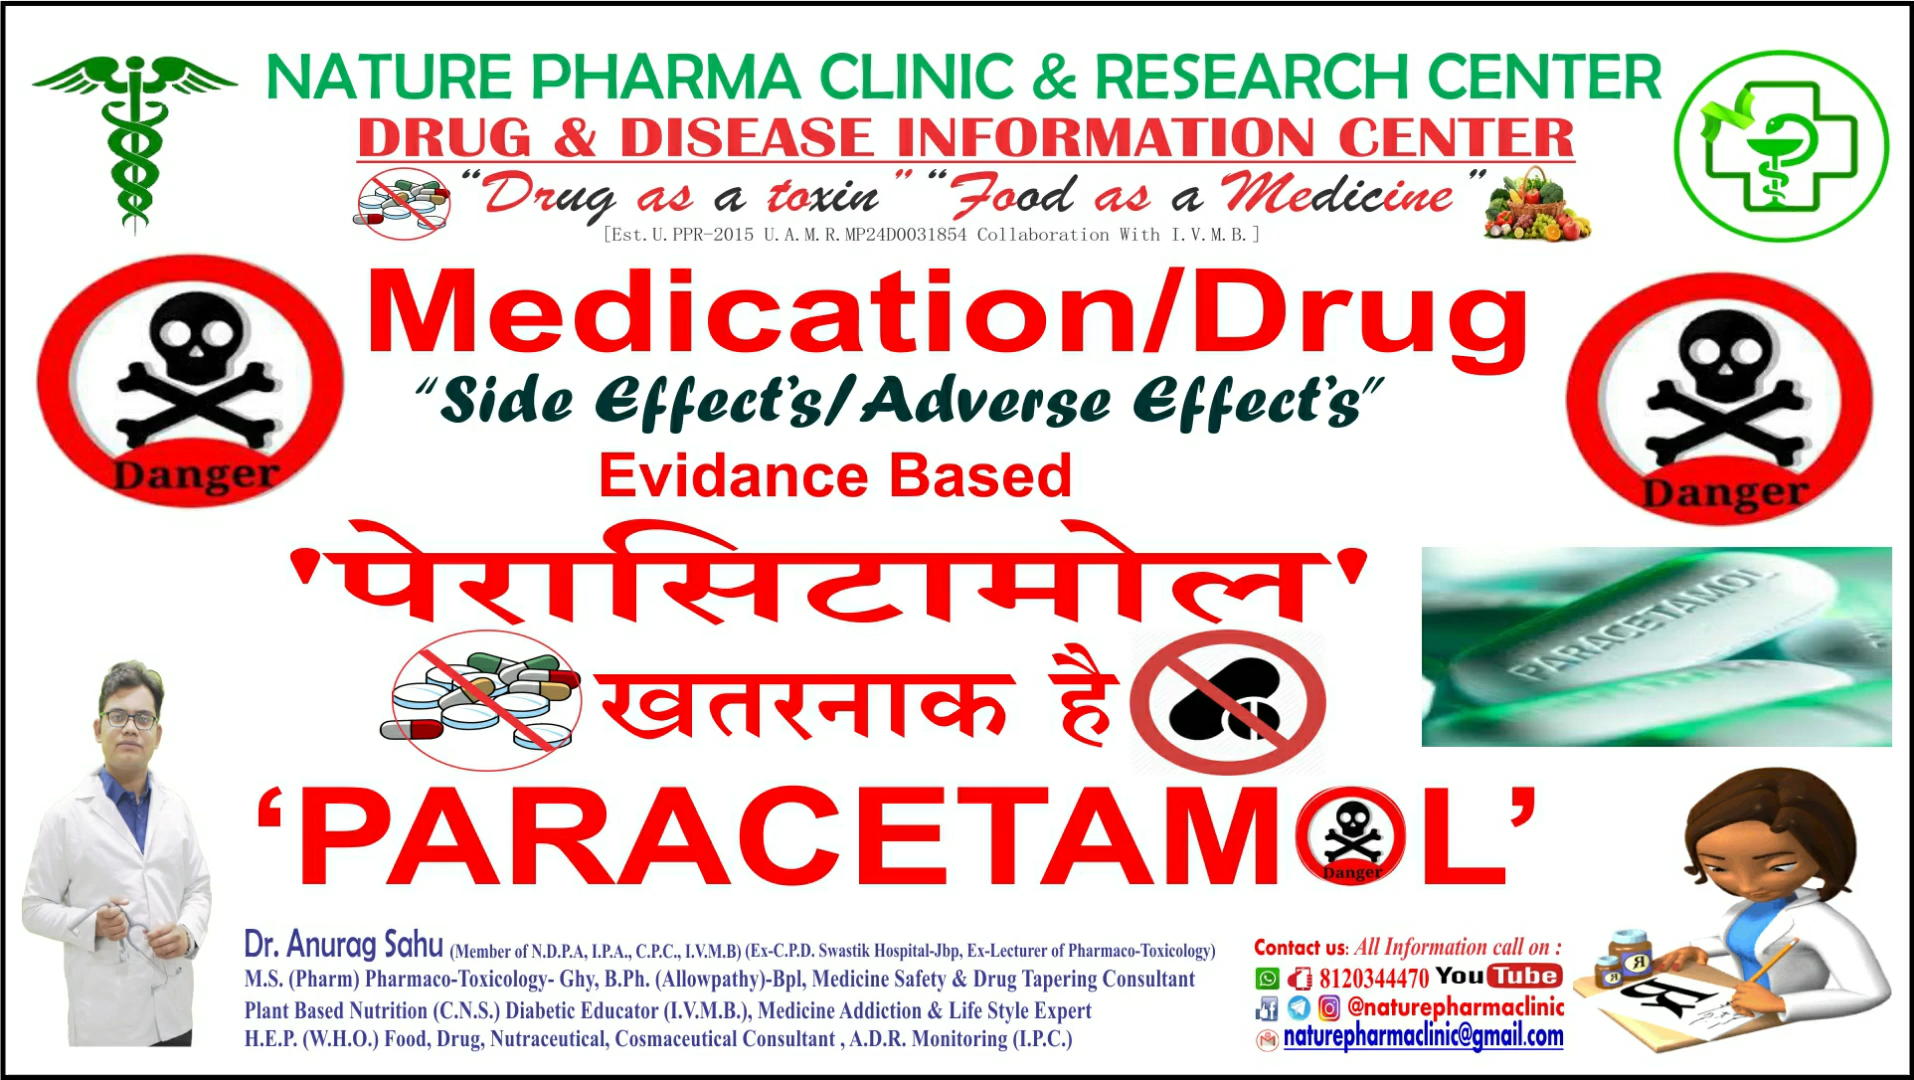 NATURE PHARMA CLINIC & RESEARCH CENTER
DRUG & DISEASE INFORMATION CENTER
“Drug as a toxin” “Food as a Medicine”
[Est.U.PPR-2015 U.A.M.R.MP24D0031854 Collaboration With I.V.M.B.]
Medication/Drug
“Side Effect's/Adverse Effect's”
Danger
Danger
Evidance Based
'पेरासिटामोल'
PARACETAMOL
खतरनाक है
‘PARACETAMOL’
Danger
Dr. Anurag Sahu (Member of N.D.P.A, I.P.A., C.P.C., I.V.M.B) (Ex-C.P.D. Swastik Hospital-Jbp, Ex-Lecturer of Pharmaco-Toxicology)
M.S. (Pharm) Pharmaco-Toxicology- Ghy, B.Ph. (Allowpathy)-Bpl, Medicine Safety & Drug Tapering Consultant
Plant Based Nutrition (C.N.S.) Diabetic Educator (I.V.M.B.), Medicine Addiction & Life Style Expert
H.E.P. (W.H.O.) Food, Drug, Nutraceutical, Cosmaceutical Consultant , A.D.R. Monitoring (I.P.C.)
Contact us: All Information call on :
8120344470 You Tube
@naturepharmaclinic
naturepharmaclinic@gmail.com